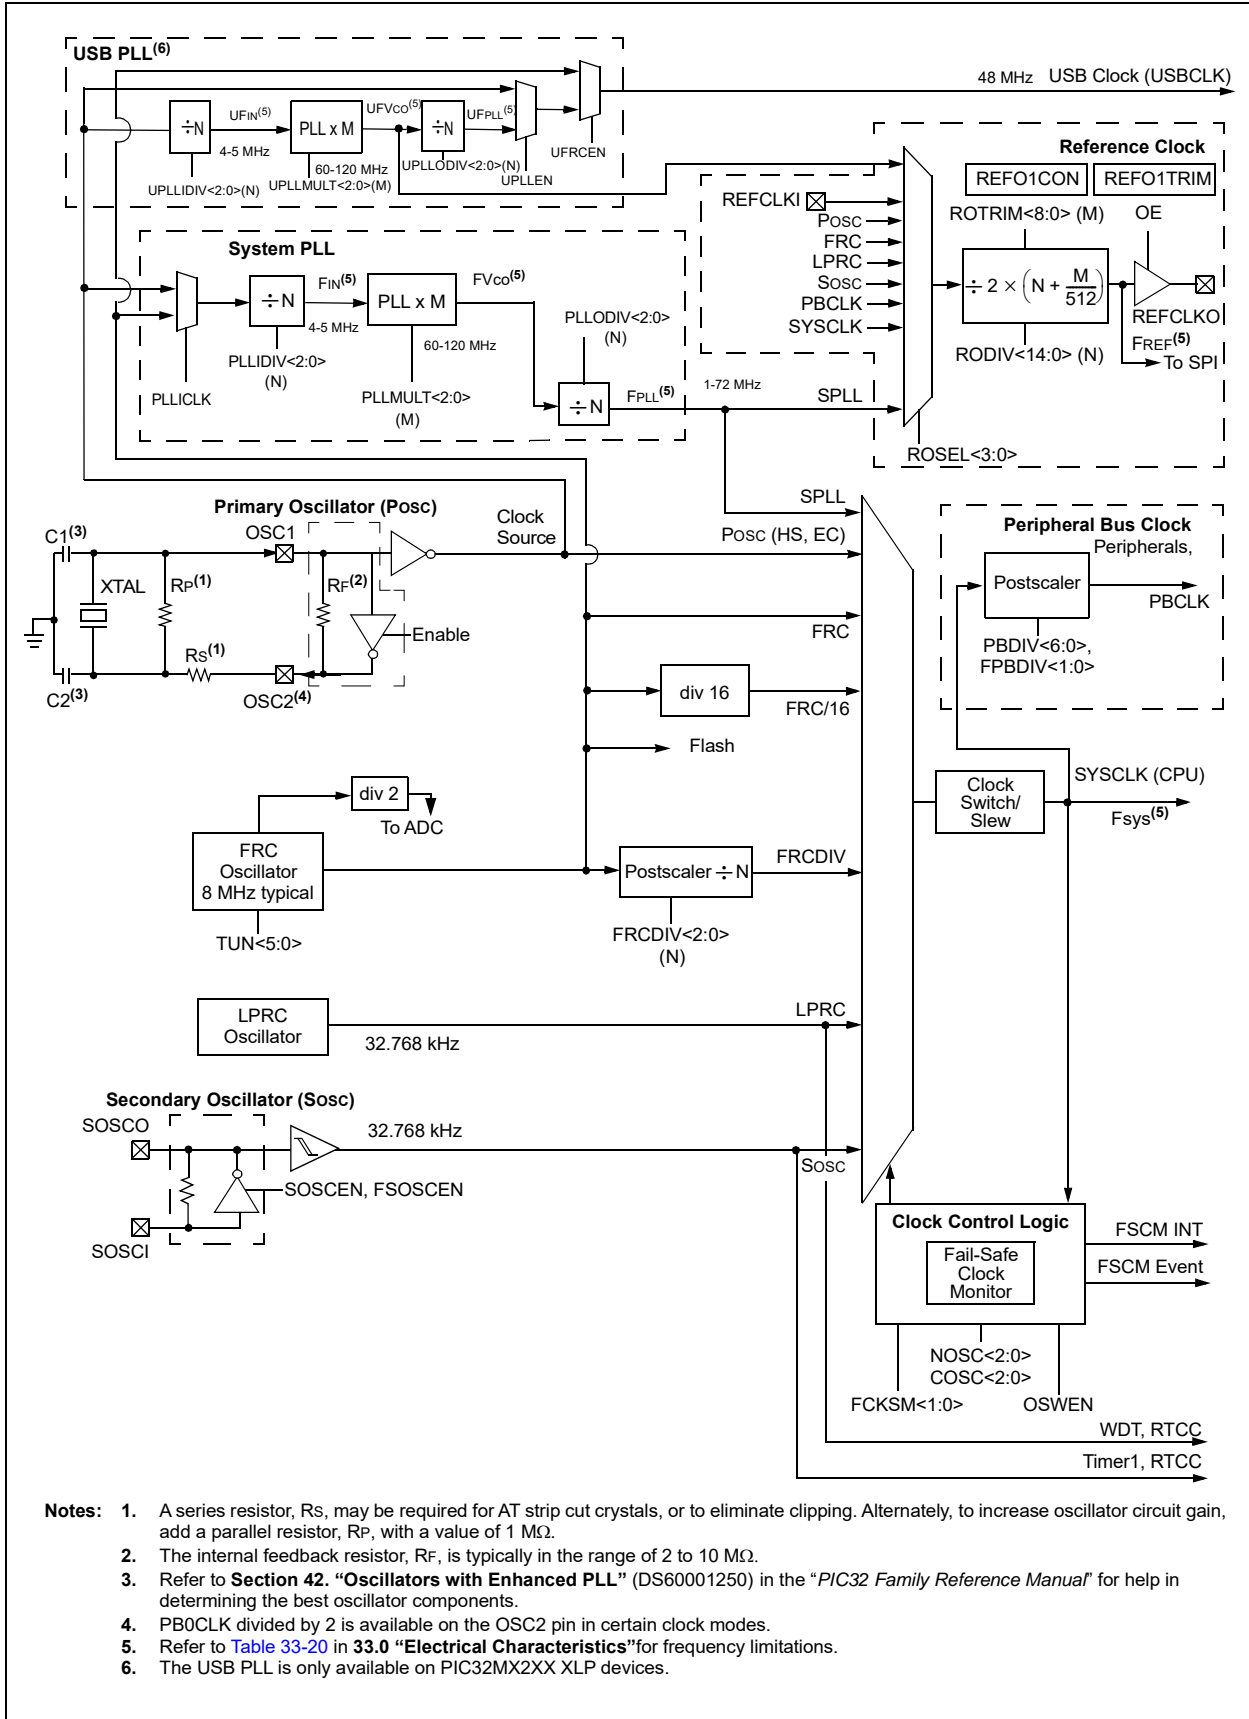 USB PLL(6)
48 MHz USB Clock (USBCLK)
UFIN(5)
UFVCO(5)
UFPLL(5)
÷N
PLL x M
÷N
4-5 MHz
60-120 MHz
UPLLIDIV<2:0>(N)
UPLLMULT<2:0>(M)
UPLLODIV<2:0>(N)
UPLLEN
UFRCEN
Reference Clock
REFO1CON
REFO1TRIM
REFCLKI
POSC
FRC
LPRC
SOSC
PBCLK
SYSCLK
ROTRIM<8:0> (M)
OE
÷ 2 × (N + M/512)
REFCLKO
RODIV<14:0> (N)
FREF(5)
To SPI
System PLL
FIN(5)
FVco(5)
÷N
PLL x M
4-5 MHz
60-120 MHz
PLLODIV<2:0>
(N)
PLLIDIV<2:0>
(N)
PLLICLK
PLLMULT<2:0>
(M)
÷N
FPLL(5)
1-72 MHz
SPLL
ROSEL<3:0>
SPLL
Primary Oscillator (POSC)
C1(3)
OSC1
Clock
Source
POSC (HS, EC)
XTAL
RP(1)
RF(2)
Enable
RS(1)
C2(3)
OSC2(4)
FRC
div 16
FRC/16
Flash
Peripheral Bus Clock
Peripherals,
Postscaler
PBCLK
PBDIV<6:0>,
FPBDIV<1:0>
div 2
To ADC
FRC
Oscillator
8 MHz typical
TUN<5:0>
Postscaler ÷N
FRCDIV
FRCDIV<2:0>
(N)
Clock
Switch/
Slew
SYSCLK (CPU)
Fsys(5)
LPRC
Oscillator
32.768 kHz
LPRC
Secondary Oscillator (SOSC)
SOSCO
32.768 kHz
SOSC
SOSCEN, FSOSCEN
SOSCI
Clock Control Logic
Fail-Safe
Clock
Monitor
FSCM INT
FSCM Event
NOSC<2:0>
COSC<2:0>
FCKSM<1:0>
OSWEN
WDT, RTCC
Timer1, RTCC
Notes: 1. A series resistor, RS, may be required for AT strip cut crystals, or to eliminate clipping. Alternately, to increase oscillator circuit gain,
add a parallel resistor, RP, with a value of 1 MΩ.
2. The internal feedback resistor, RF, is typically in the range of 2 to 10 MΩ.
3. Refer to Section 42. “Oscillators with Enhanced PLL” (DS60001250) in the “PIC32 Family Reference Manual” for help in
determining the best oscillator components.
4. PB0CLK divided by 2 is available on the OSC2 pin in certain clock modes.
5. Refer to Table 33-20 in 33.0 “Electrical Characteristics”for frequency limitations.
6. The USB PLL is only available on PIC32MX2XX XLP devices.